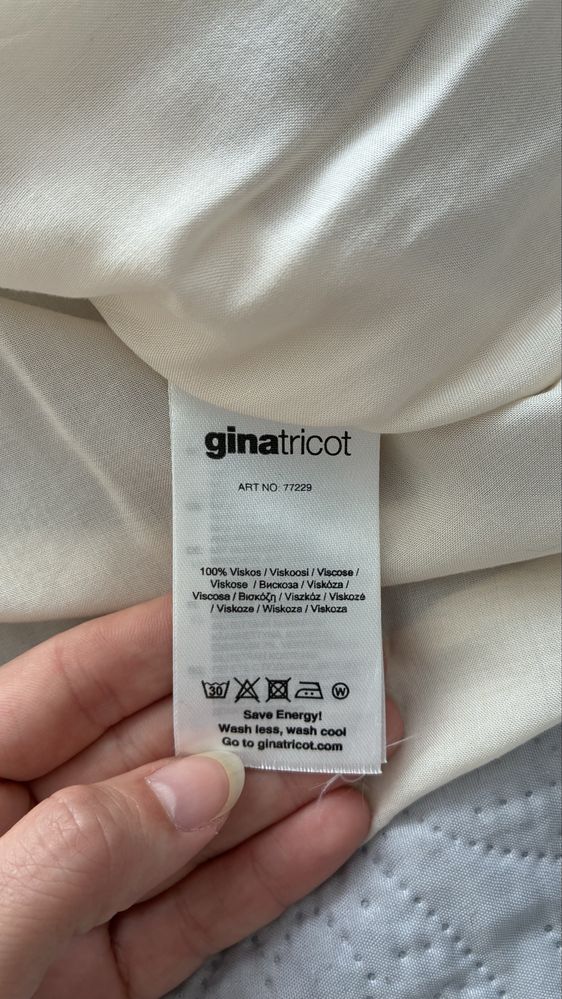 ginatricot
ART NO: 77229
100% Viskos / Viskoosi / Viscose /
Viskose / Вискоза / Viskóza /
Viscosa / Βισκόζη / Viszkóz / Viskozė
/ Viskoze / Wiskoza / Viskoza
30 W
Save Energy!
Wash less, wash cool
Go to ginatricot.com